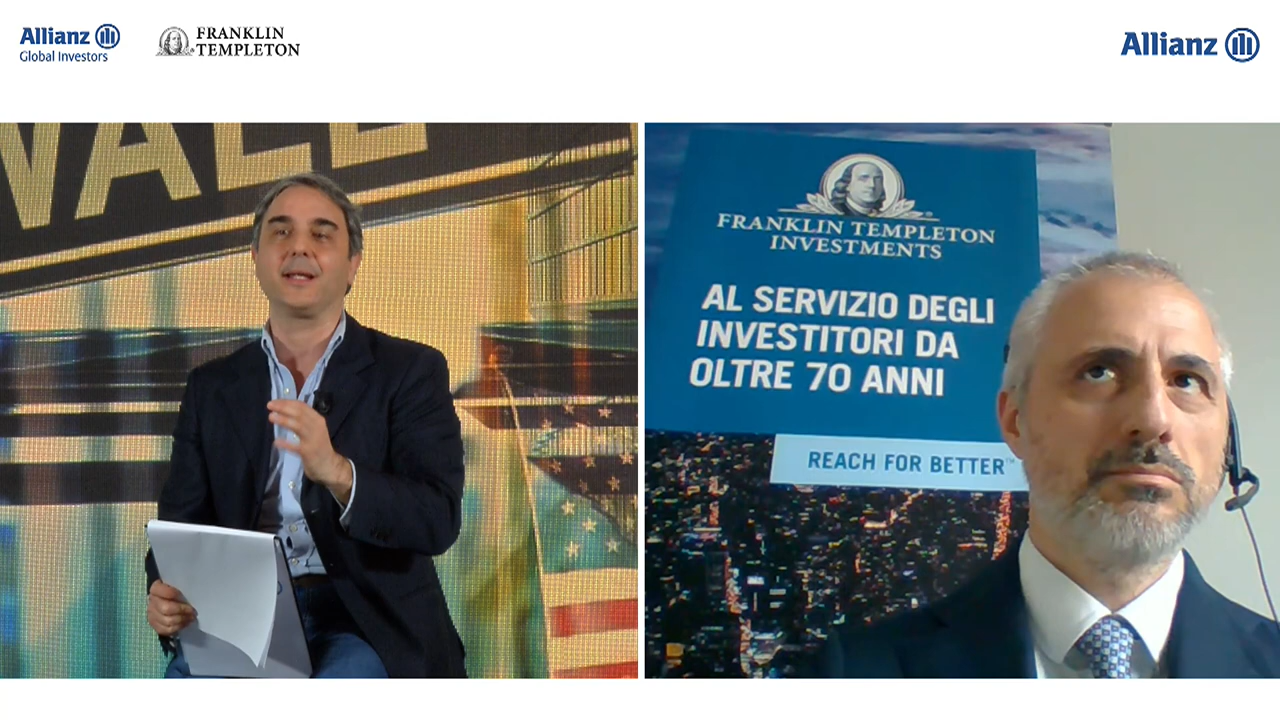 Allianz
Global Investors
FRANKLIN
TEMPLETON
Allianz
WALL
FRANKLIN TEMPLETON
INVESTMENTS
AL SERVIZIO DEGLI
INVESTITORI DA
OLTRE 70 ANNI
REACH FOR BETTER™